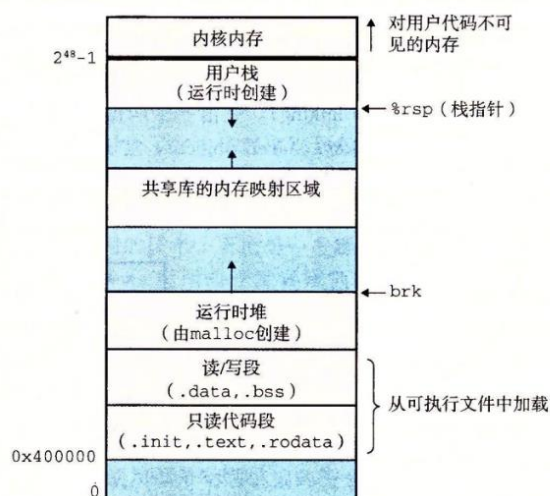 内核内存
对用户代码不可
见的内存
2⁴⁸-1
用户栈
(运行时创建)
%rsp(栈指针)
共享库的内存映射区域
brk
运行时堆
(由malloc创建)
读/写段
(.data,.bss)
从可执行文件中加载
只读代码段
(.init,.text,.rodata)
0x400000
0